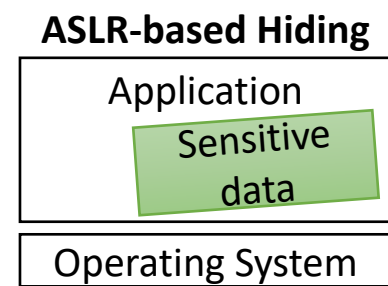 ASLR-based Hiding
Application
Sensitive
data
Operating System